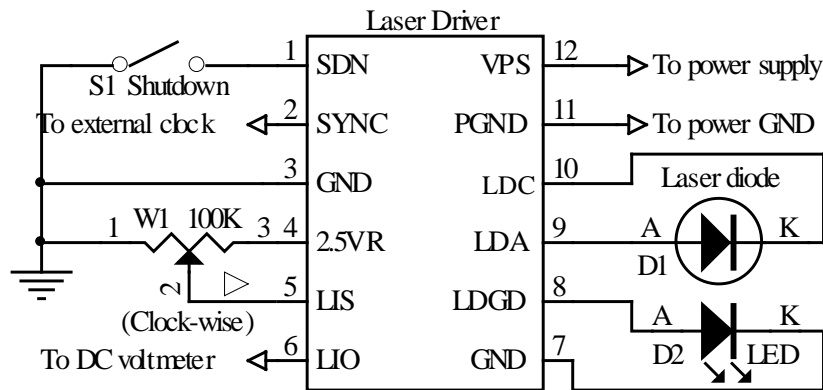 Laser Driver
1 SDN VPS 12 To power supply
S1 Shutdown
To external clock 2 SYNC PGND 11 To power GND
3 GND LDC 10
Laser diode
1 W1 100K 3 4 2.5VR LDA 9 A K
D1
2 5 LIS LDGD 8
(Clock-wise) A K
To DC voltmeter 6 LIO GND 7 D2 LED